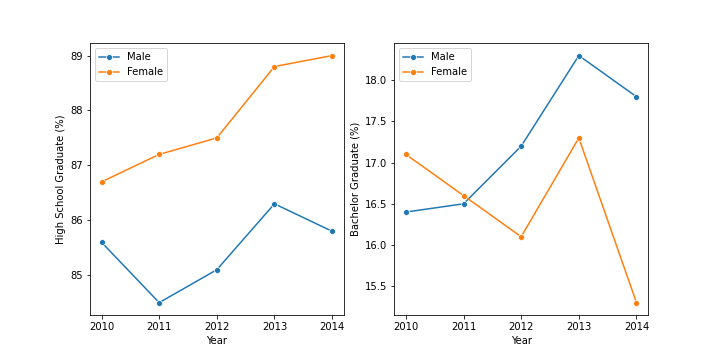 Male
Female
High School Graduate (%)
89
88
87
86
85
2010 2011 2012 2013 2014
Year
Male
Female
Bachelor Graduate (%)
18.0
17.5
17.0
16.5
16.0
15.5
2010 2011 2012 2013 2014
Year